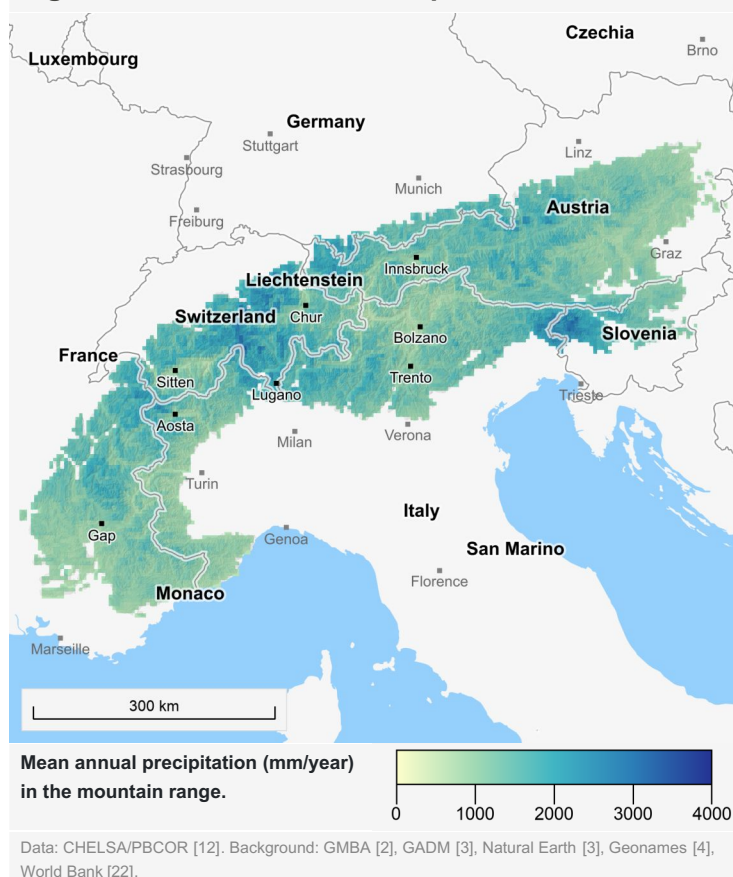 Czechia
Brno
Luxembourg
Germany
Stuttgart
Linz
Strasbourg
Munich
Austria
Freiburg
Graz
Innsbruck
Liechtenstein
Switzerland
Chur
Bolzano
Slovenia
France
Sitten
Trento
Lugano
Trieste
Aosta
Milan
Verona
Turin
Italy
Gap
Genoa
San Marino
Florence
Monaco
Marseille
300 km
Mean annual precipitation (mm/year)
in the mountain range.
0 1000 2000 3000 4000
Data: CHELSA/PBCOR [12]. Background: GMBA [2], GADM [3], Natural Earth [3], Geonames [4],
World Bank [22].